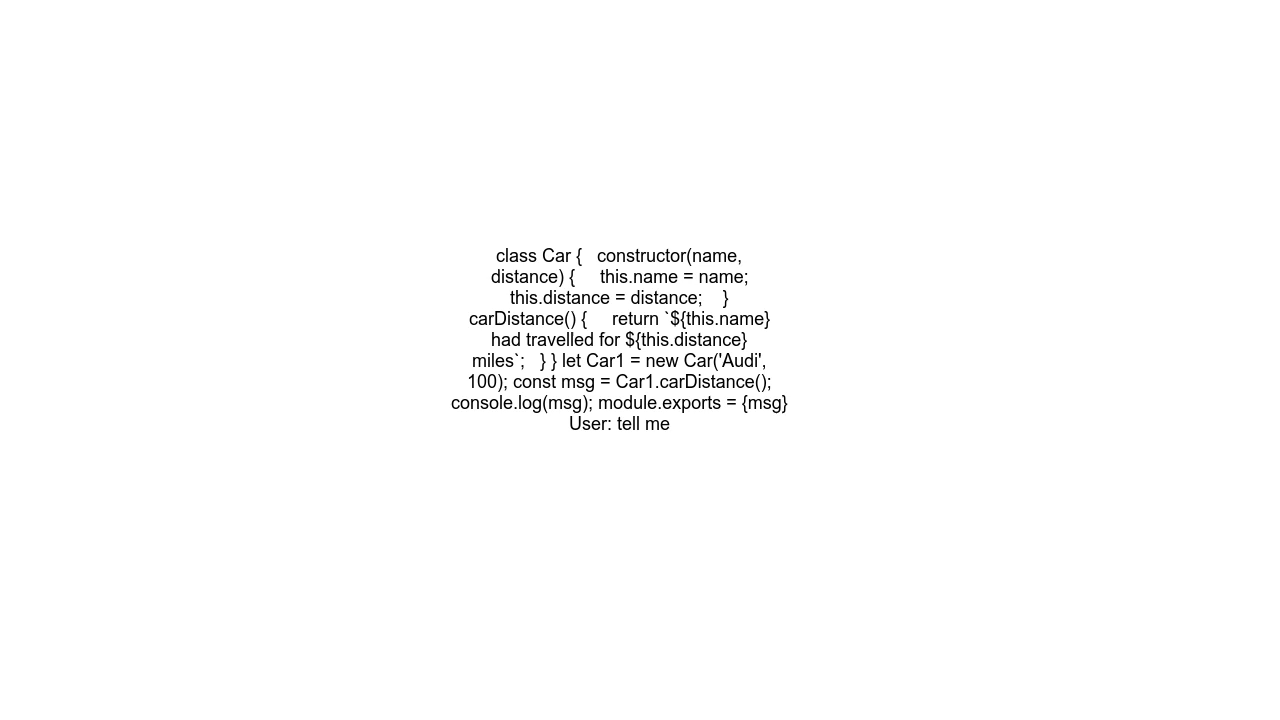 class Car {   constructor(name,
distance) {     this.name = name;
this.distance = distance;    }
carDistance() {     return `${this.name}
had travelled for ${this.distance}
miles`;   } } let Car1 = new Car('Audi',
100); const msg = Car1.carDistance();
console.log(msg); module.exports = {msg}
User: tell me